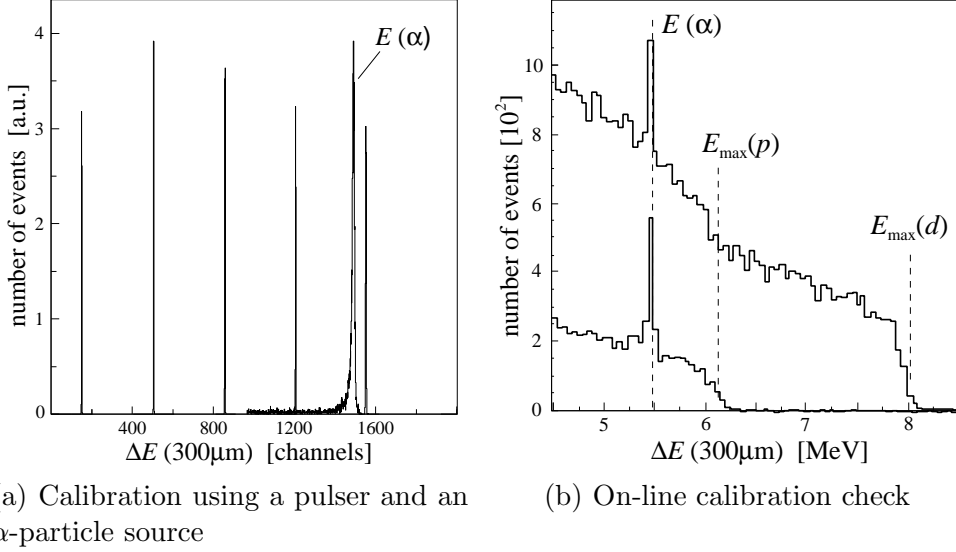 4
3
2
1
0
number of events [a.u.]
E (α)
400
800
1200
1600
ΔE (300μm) [channels]
10
8
6
4
2
0
number of events [10²]
E (α)
E_max(p)
E_max(d)
5
6
7
8
ΔE (300μm) [MeV]
a) Calibration using a pulser and an
α-particle source
(b) On-line calibration check